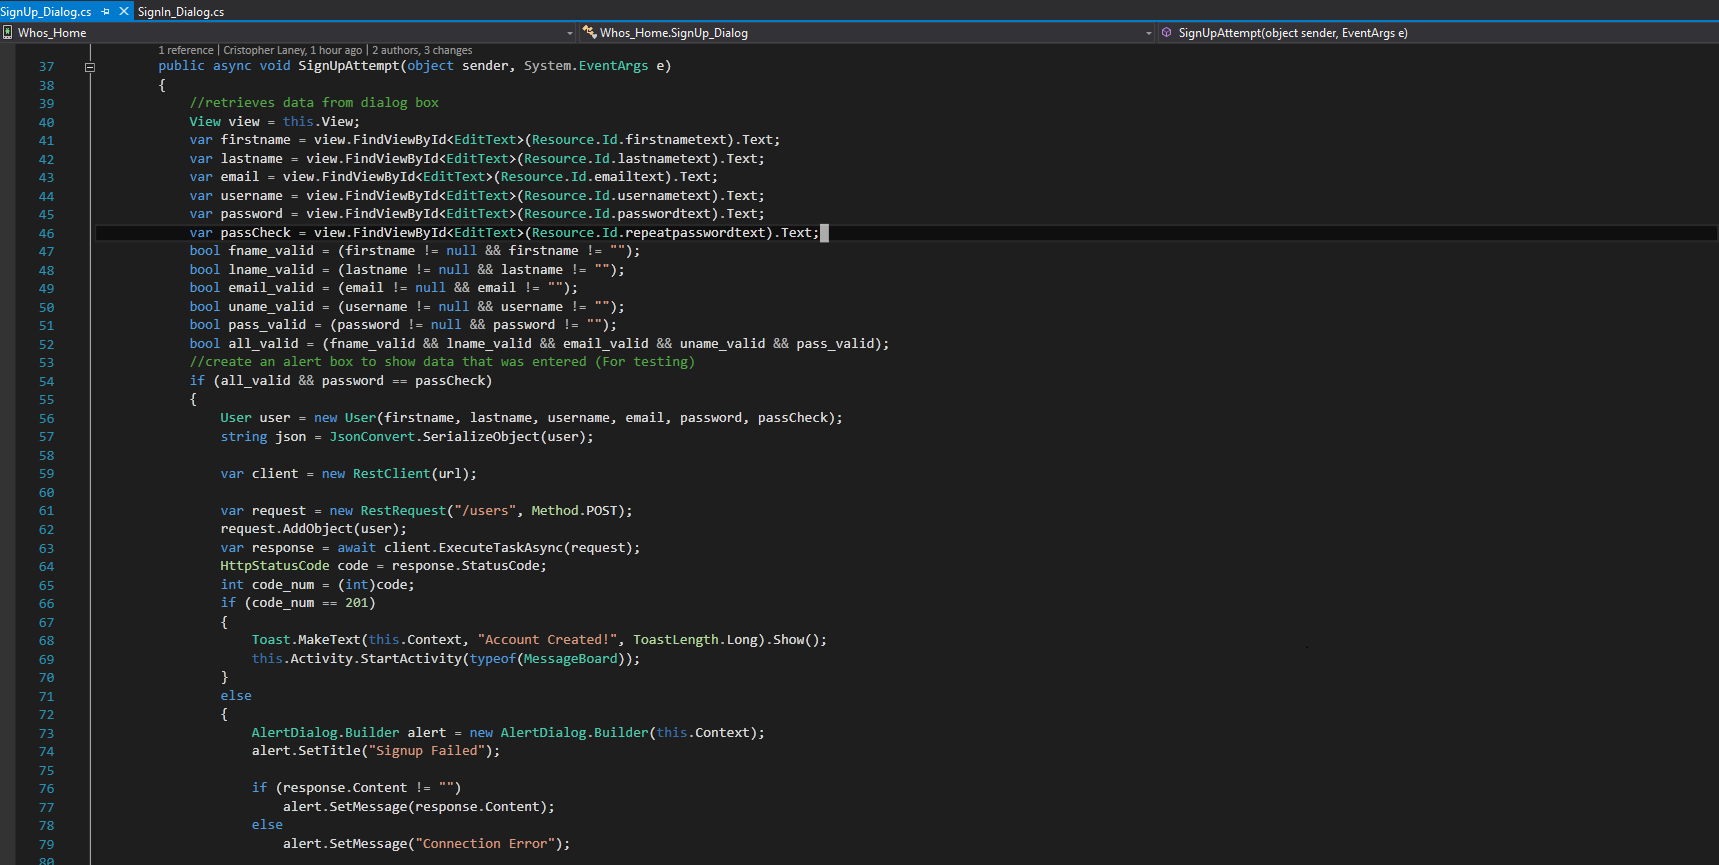 SignUp_Dialog.cs SignIn_Dialog.cs
Whos_Home Whos_Home.SignUp_Dialog SignUpAttempt(object sender, EventArgs e)
1 reference | Cristopher Laney, 1 hour ago | 2 authors, 3 changes
37 public async void SignUpAttempt(object sender, System.EventArgs e)
38 {
39 //retrieves data from dialog box
40 View view = this.View;
41 var firstname = view.FindViewById<EditText>(Resource.Id.firstnametext).Text;
42 var lastname = view.FindViewById<EditText>(Resource.Id.lastnametext).Text;
43 var email = view.FindViewById<EditText>(Resource.Id.emailtext).Text;
44 var username = view.FindViewById<EditText>(Resource.Id.usernametext).Text;
45 var password = view.FindViewById<EditText>(Resource.Id.passwordtext).Text;
46 var passCheck = view.FindViewById<EditText>(Resource.Id.repeatpasswordtext).Text;
47 bool fname_valid = (firstname != null && firstname != "");
48 bool lname_valid = (lastname != null && lastname != "");
49 bool email_valid = (email != null && email != "");
50 bool uname_valid = (username != null && username != "");
51 bool pass_valid = (password != null && password != "");
52 bool all_valid = (fname_valid && lname_valid && email_valid && uname_valid && pass_valid);
53 //create an alert box to show data that was entered (For testing)
54 if (all_valid && password == passCheck)
55 {
56 User user = new User(firstname, lastname, username, email, password, passCheck);
57 string json = JsonConvert.SerializeObject(user);
58
59 var client = new RestClient(url);
60
61 var request = new RestRequest("/users", Method.POST);
62 request.AddObject(user);
63 var response = await client.ExecuteTaskAsync(request);
64 HttpStatusCode code = response.StatusCode;
65 int code_num = (int)code;
66 if (code_num == 201)
67 {
68 Toast.MakeText(this.Context, "Account Created!", ToastLength.Long).Show();
69 this.Activity.StartActivity(typeof(MessageBoard));
70 }
71 else
72 {
73 AlertDialog.Builder alert = new AlertDialog.Builder(this.Context);
74 alert.SetTitle("Signup Failed");
75
76 if (response.Content != "")
77 alert.SetMessage(response.Content);
78 else
79 alert.SetMessage("Connection Error");
80